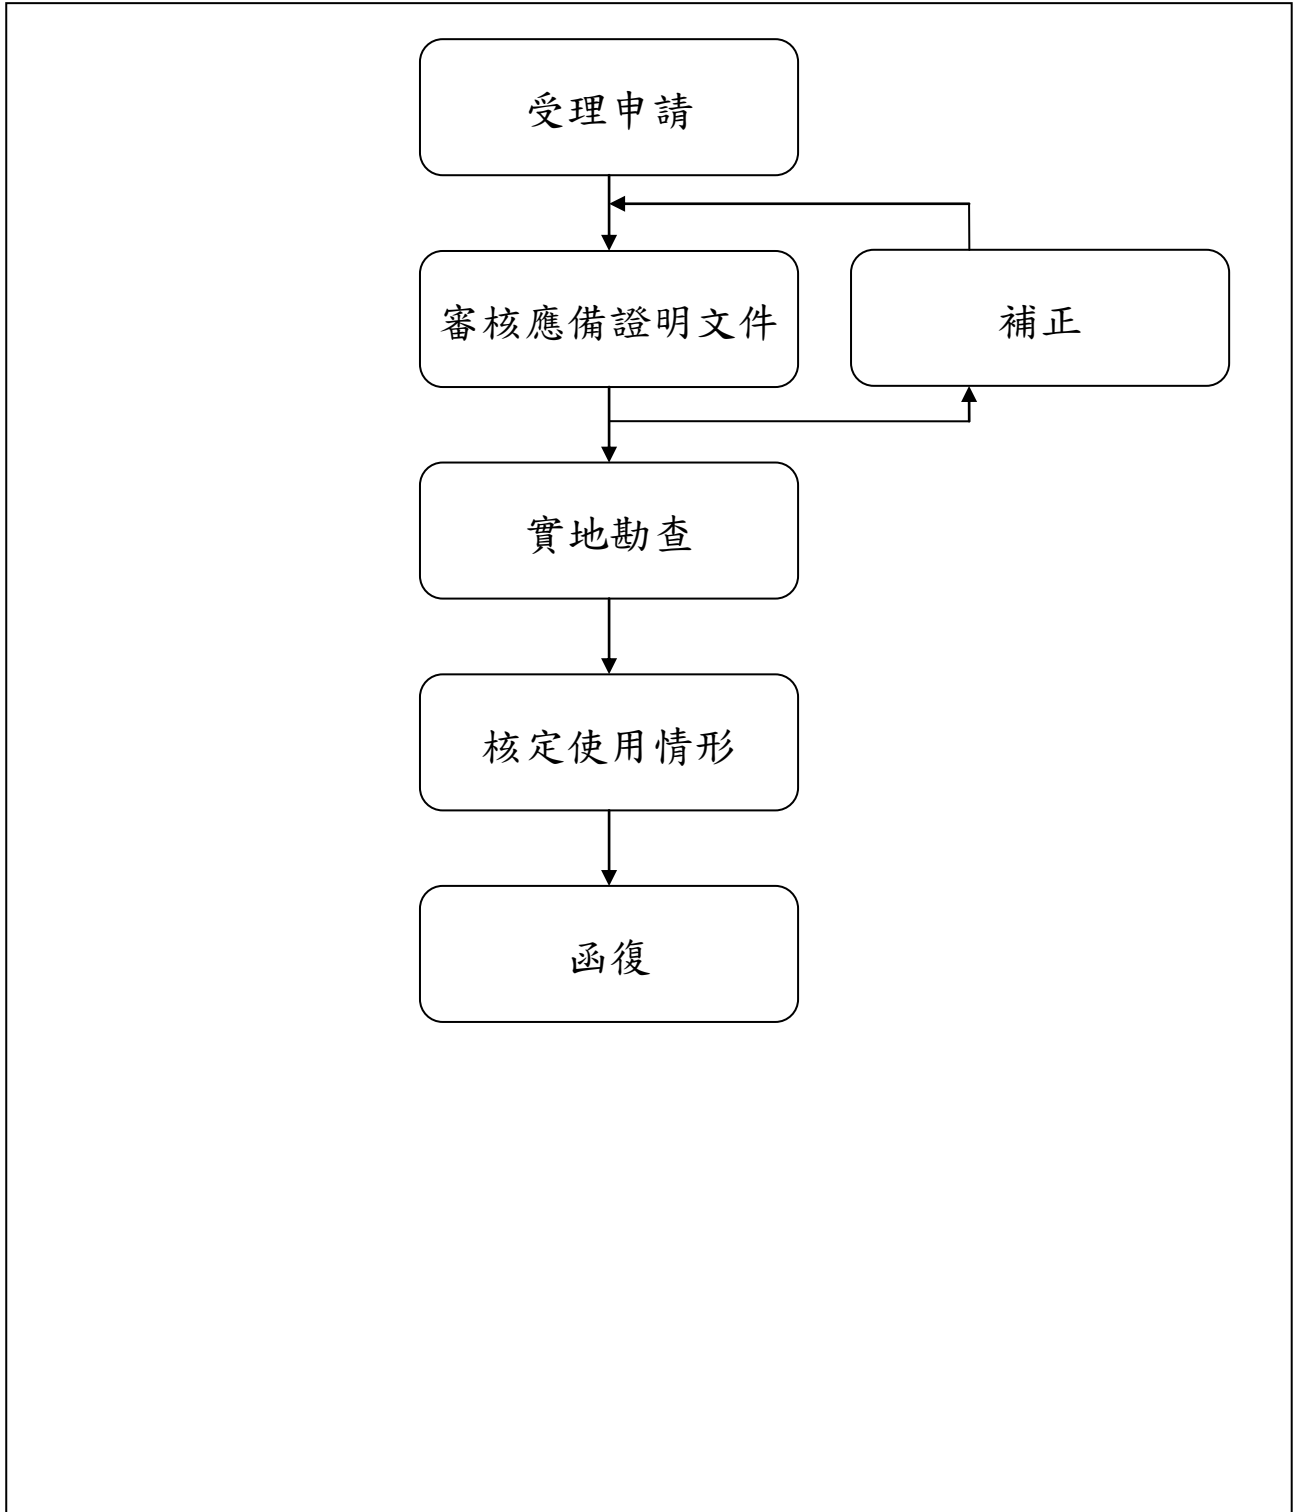 受理申請
審核應備證明文件
補正
實地勘查
核定使用情形
函復